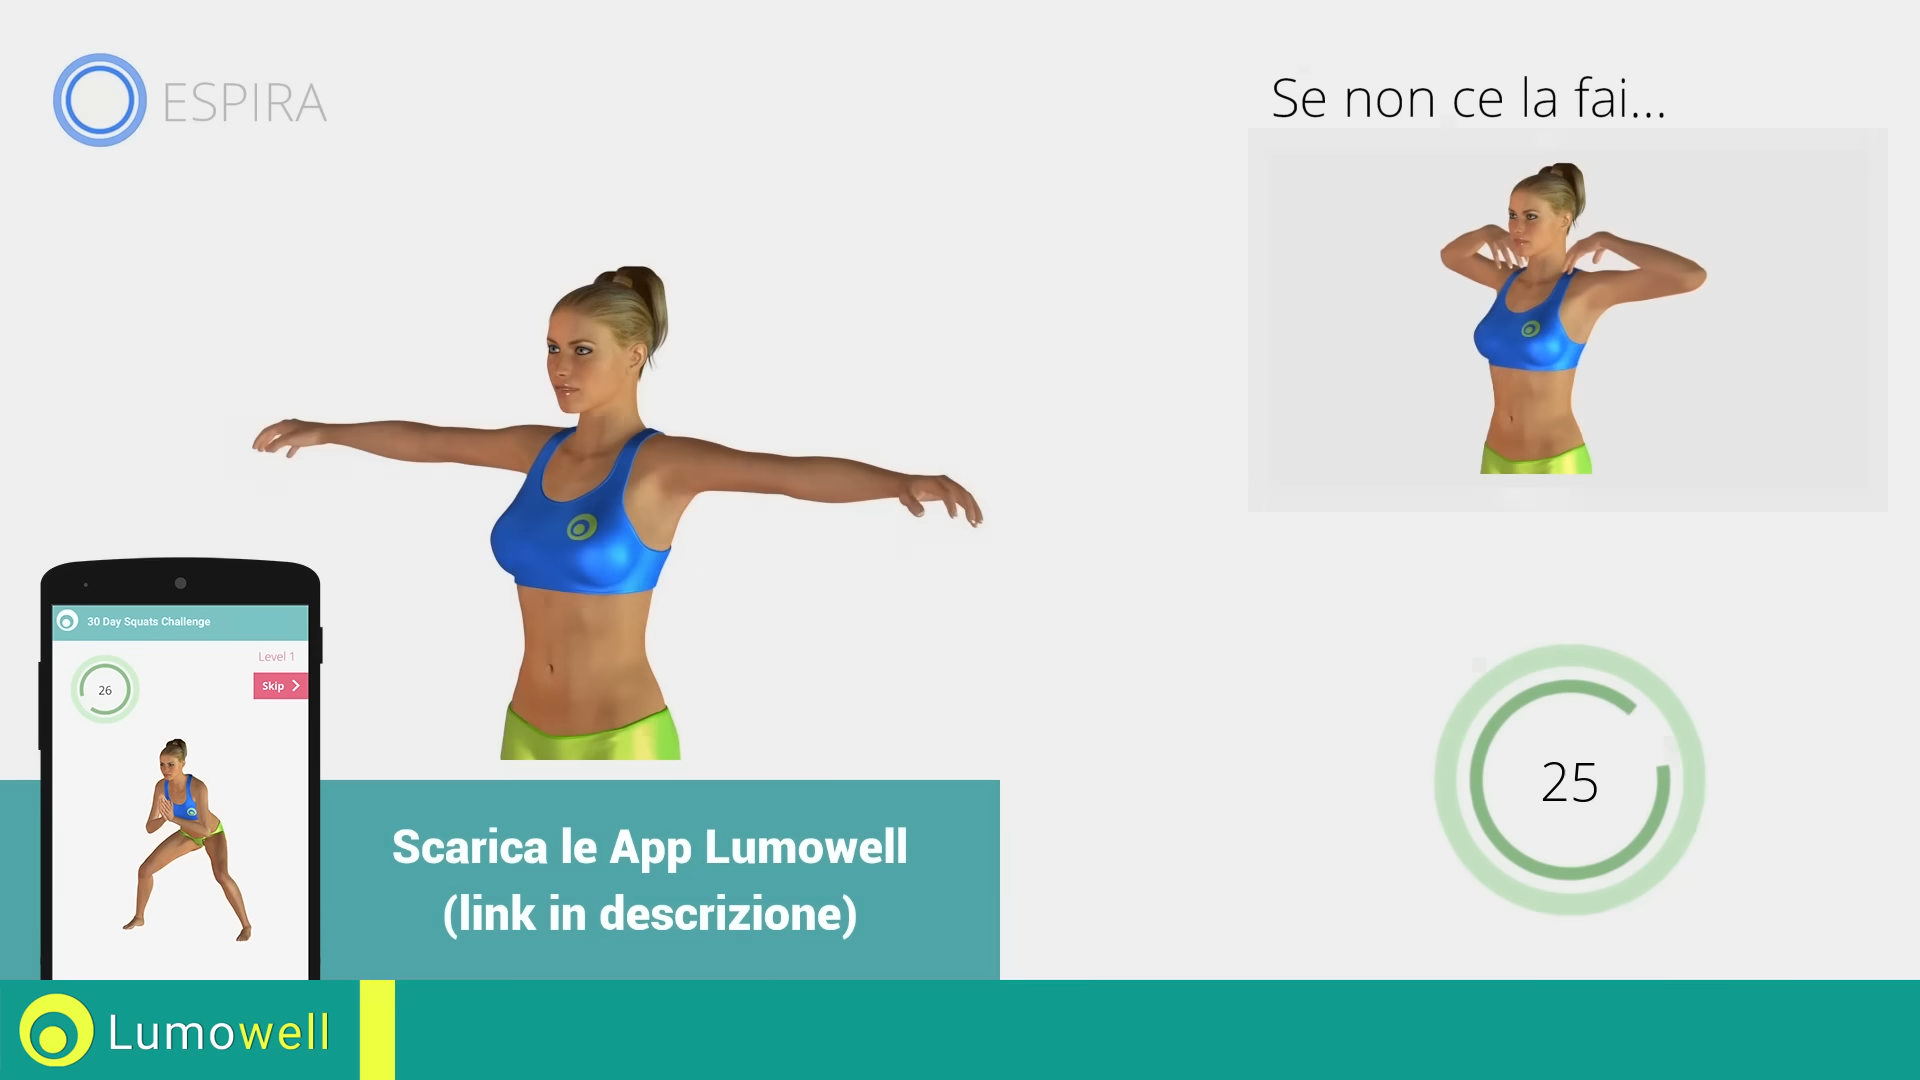 ESPIRA
Se non ce la fai...
30 Day Squats Challenge
Level 1
26
Skip
25
Scarica le App Lumowell
(link in descrizione)
Lumowell